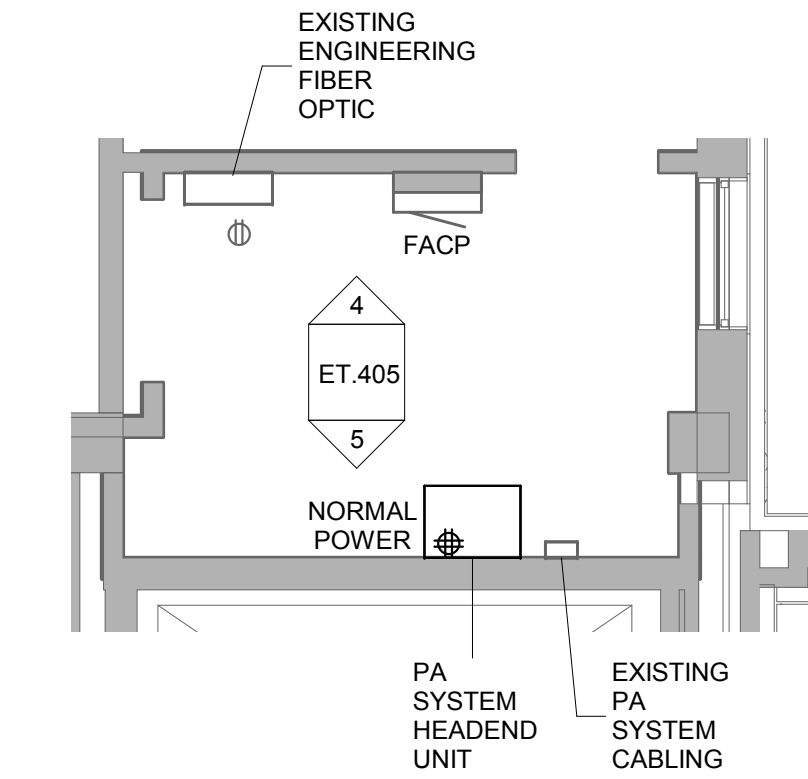 EXISTING
ENGINEERING
FIBER
OPTIC
FACP
4
ET.405
5
NORMAL
POWER
PA
SYSTEM
HEADEND
UNIT
EXISTING
PA
SYSTEM
CABLING